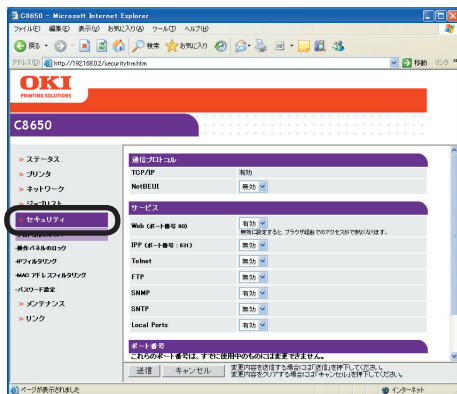 C8650 - Microsoft Internet Explorer
ファイル(F) 編集(E) 表示(V) お気に入り(A) ツール(T) ヘルプ(H)
戻る 検索 お気に入り
アドレス(D) http://192.168.0.2/securityfrm.htm 移動 リンク
OKI
PRINTING SOLUTIONS
C8650
» ステータス
» プリンタ
» ネットワーク
» ジョブリスト
» セキュリティ
-操作パネルのロック
-IPフィルタリング
-MAC アドレスフィルタリング
-パスワード設定
» メンテナンス
» リンク
通信プロトコル
TCP/IP 有効
NetBEUI 無効
サービス
Web (ポート番号 80) 有効
無効に設定すると、ブラウザ経由でのアクセスができなくなります。
IPP (ポート番号 : 631) 無効
Telnet 無効
FTP 無効
SNMP 有効
SNTP 無効
Local Ports 有効
ポート番号
これらのポート番号は、すでに使用中のものには変更できません。
送信 キャンセル
変更内容を送信する場合には「送信」を押下してください。
変更内容をクリアする場合には「キャンセル」を押下してください。
ページが表示されました インターネット